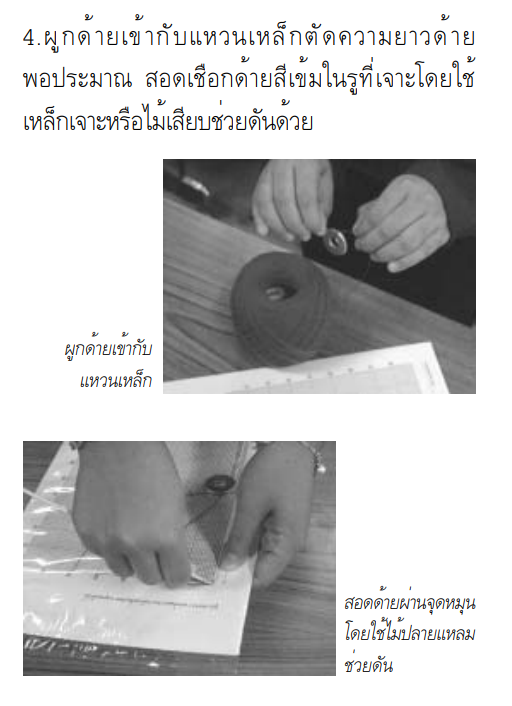 4.ผูกด้ายเข้ากับแหวนเหล็กตัดความยาวด้าย
พอประมาณ สอดเชือกด้ายสีเข้มในรูที่เจาะโดยใช้
เหล็กเจาะหรือไม้เสียบช่วยดันด้วย
ผูกด้ายเข้ากับ
แหวนเหล็ก
สอดด้ายผ่านจุดหมุน
โดยใช้ไม้ปลายแหลม
ช่วยดัน